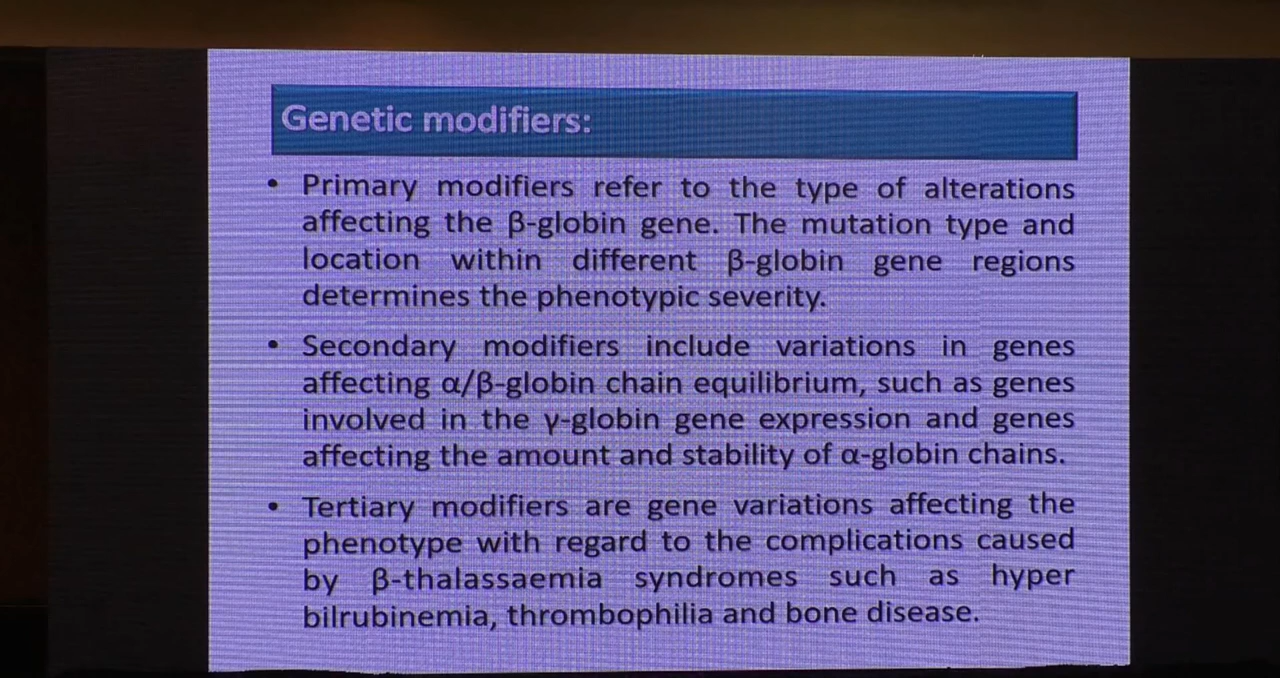 Genetic modifiers:
• Primary modifiers refer to the type of alterations
affecting the β-globin gene. The mutation type and
location within different β-globin gene regions
determines the phenotypic severity.
• Secondary modifiers include variations in genes
affecting α/β-globin chain equilibrium, such as genes
involved in the γ-globin gene expression and genes
affecting the amount and stability of α-globin chains.
• Tertiary modifiers are gene variations affecting the
phenotype with regard to the complications caused
by β-thalassaemia syndromes such as hyper
bilrubinemia, thrombophilia and bone disease.